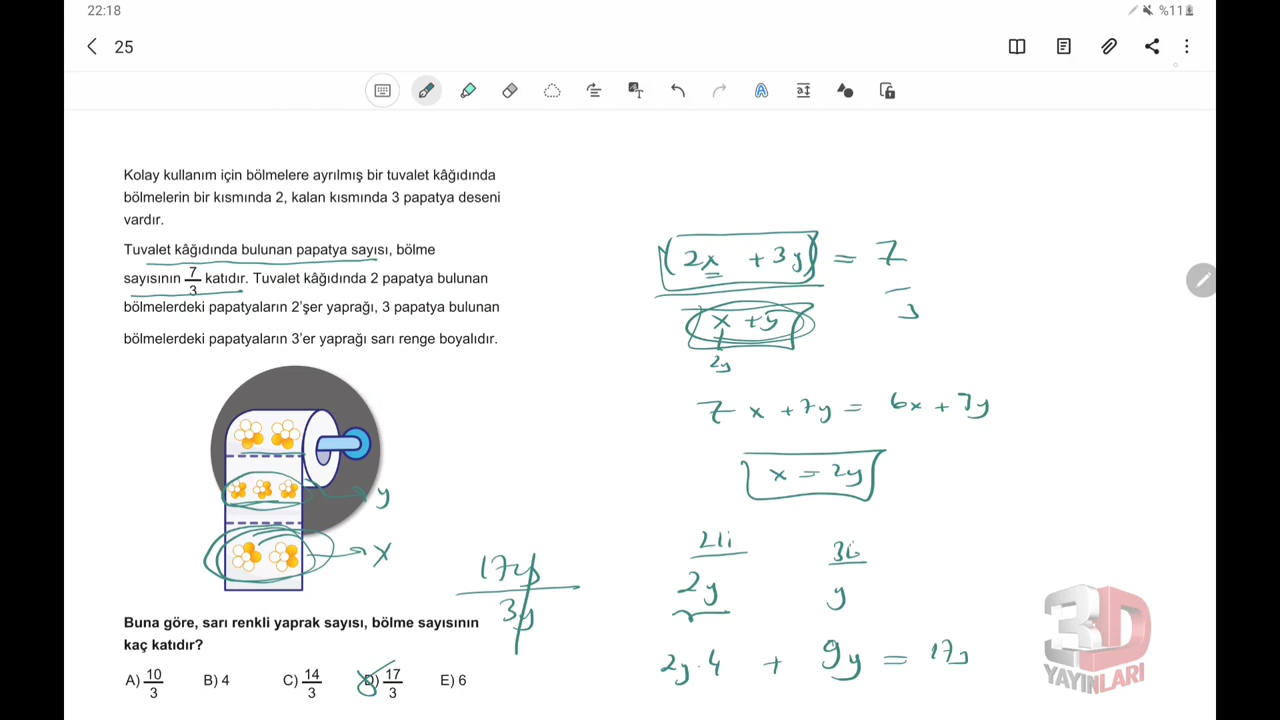 22:18
%11
25
Kolay kullanım için bölmelere ayrılmış bir tuvalet kâğıdında
bölmelerin bir kısmında 2, kalan kısmında 3 papatya deseni
vardır.
Tuvalet kâğıdında bulunan papatya sayısı, bölme
sayısının 7/3 katıdır. Tuvalet kâğıdında 2 papatya bulunan
bölmelerdeki papatyaların 2'şer yaprağı, 3 papatya bulunan
bölmelerdeki papatyaların 3'er yaprağı sarı renge boyalıdır.
y
x
Buna göre, sarı renkli yaprak sayısı, bölme sayısının
kaç katıdır?
A) 10/3 B) 4 C) 14/3 D) 17/3 E) 6
(2x + 3y) = 7
x + y 3
2y
7x + 7y = 6x + 9y
x = 2y
2li 3lü
2y y
2y.4 + 9y = 17y
17y
3y
3D
YAYINLARI